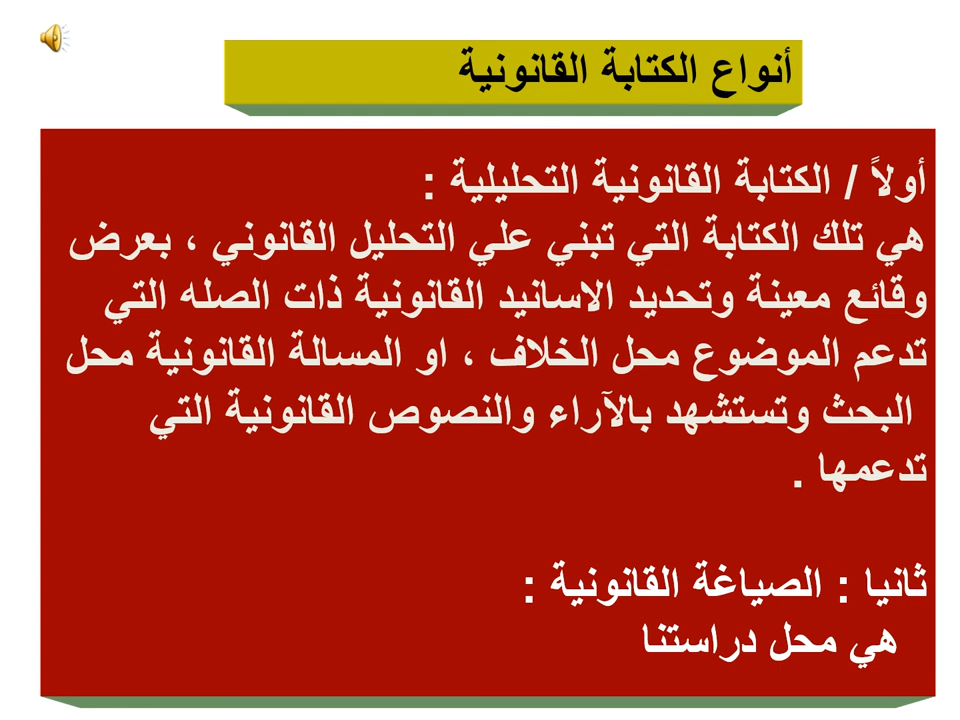 أنواع الكتابة القانونية
أولاً / الكتابة القانونية التحليلية :
هي تلك الكتابة التي تبني علي التحليل القانوني ، بعرض
وقائع معينة وتحديد الاسانيد القانونية ذات الصله التي
تدعم الموضوع محل الخلاف ، او المسالة القانونية محل
البحث وتستشهد بالآراء والنصوص القانونية التي
تدعمها .
ثانيا : الصياغة القانونية :
هي محل دراستنا